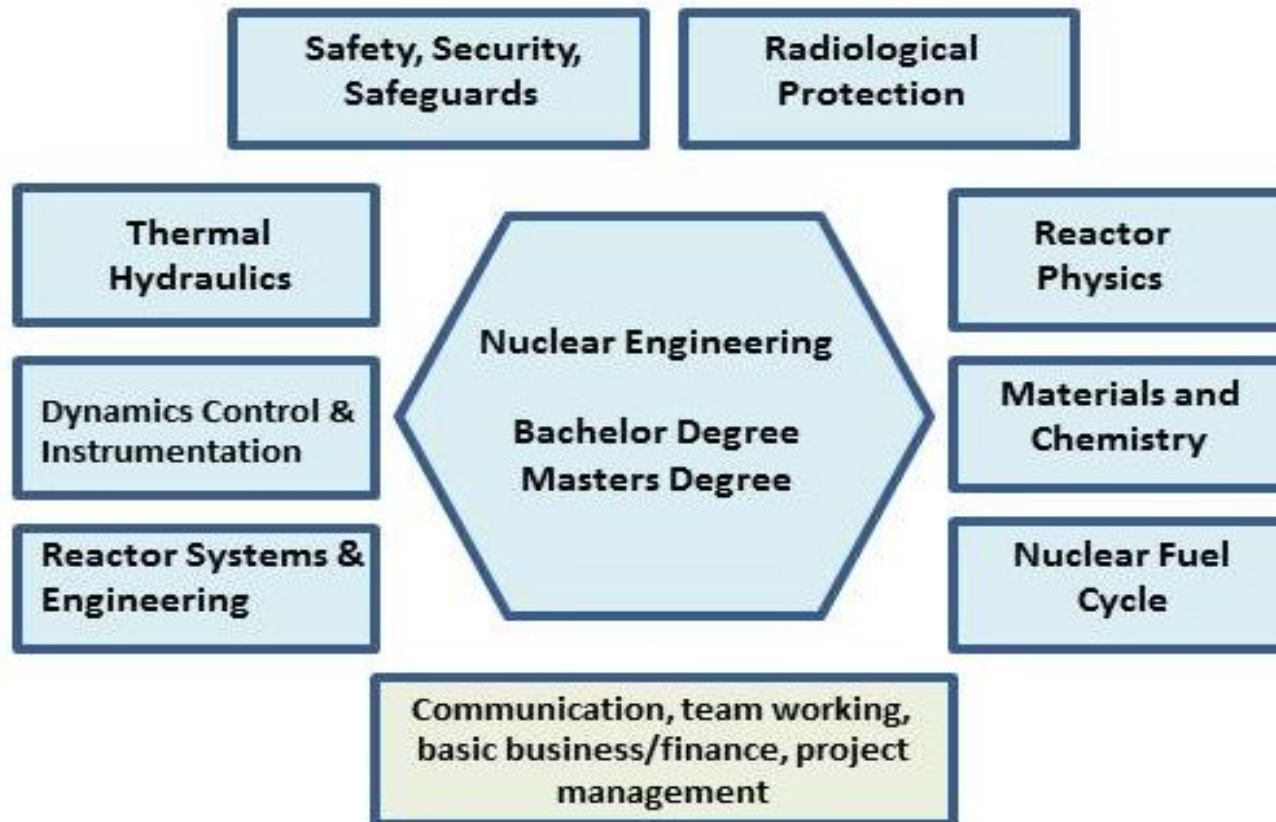 Safety, Security,
Safeguards
Radiological
Protection
Thermal
Hydraulics
Reactor
Physics
Nuclear Engineering
Bachelor Degree
Masters Degree
Dynamics Control &
Instrumentation
Materials and
Chemistry
Reactor Systems &
Engineering
Nuclear Fuel
Cycle
Communication, team working,
basic business/finance, project
management